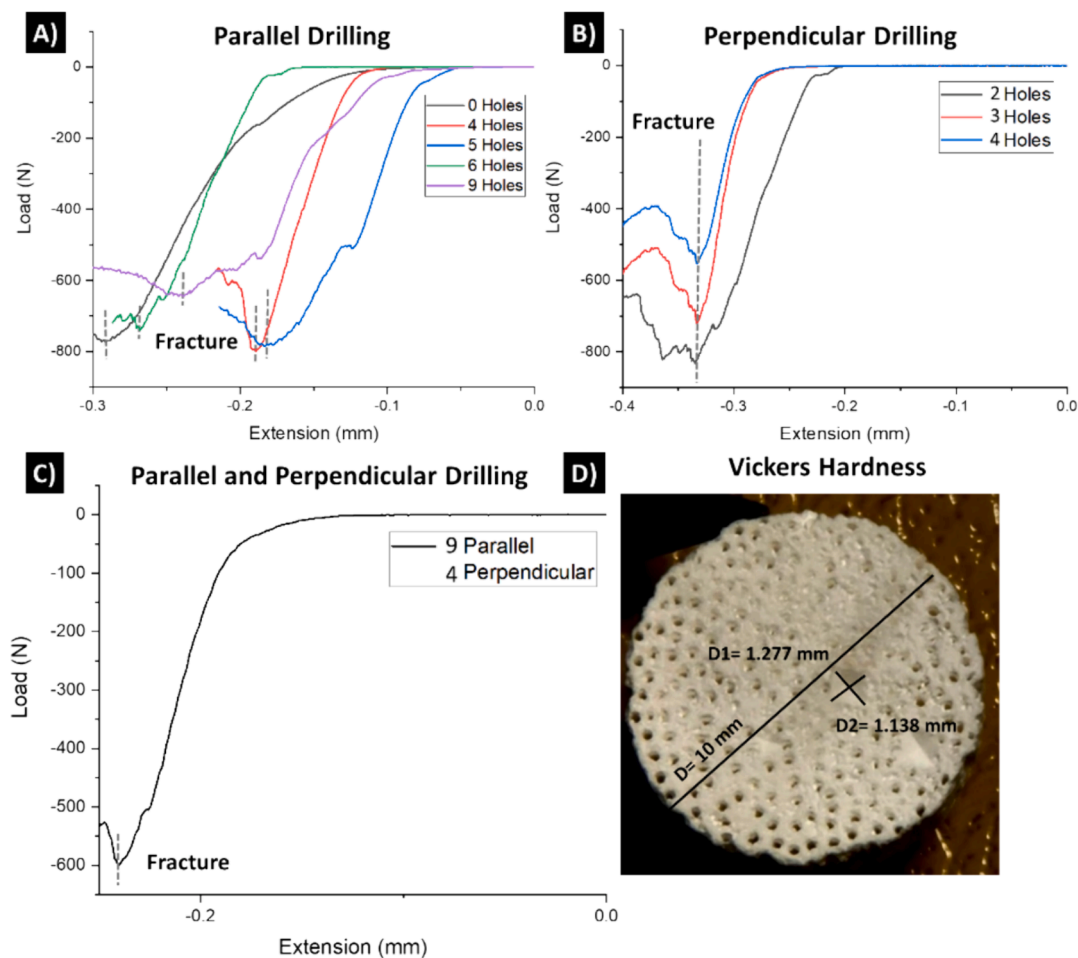 A)
Parallel Drilling
0
-200
-400
-600
-800
Load (N)
0 Holes
4 Holes
5 Holes
6 Holes
9 Holes
Fracture
-0.3
-0.2
-0.1
0.0
Extension (mm)
B)
Perpendicular Drilling
0
-200
-400
-600
-800
Load (N)
2 Holes
3 Holes
4 Holes
Fracture
-0.4
-0.3
-0.2
-0.1
0.0
Extension (mm)
C)
Parallel and Perpendicular Drilling
0
-100
-200
-300
-400
-500
-600
Load (N)
9 Parallel
4 Perpendicular
Fracture
-0.2
0.0
Extension (mm)
D)
Vickers Hardness
D1= 1.277 mm
D2= 1.138 mm
D= 10 mm